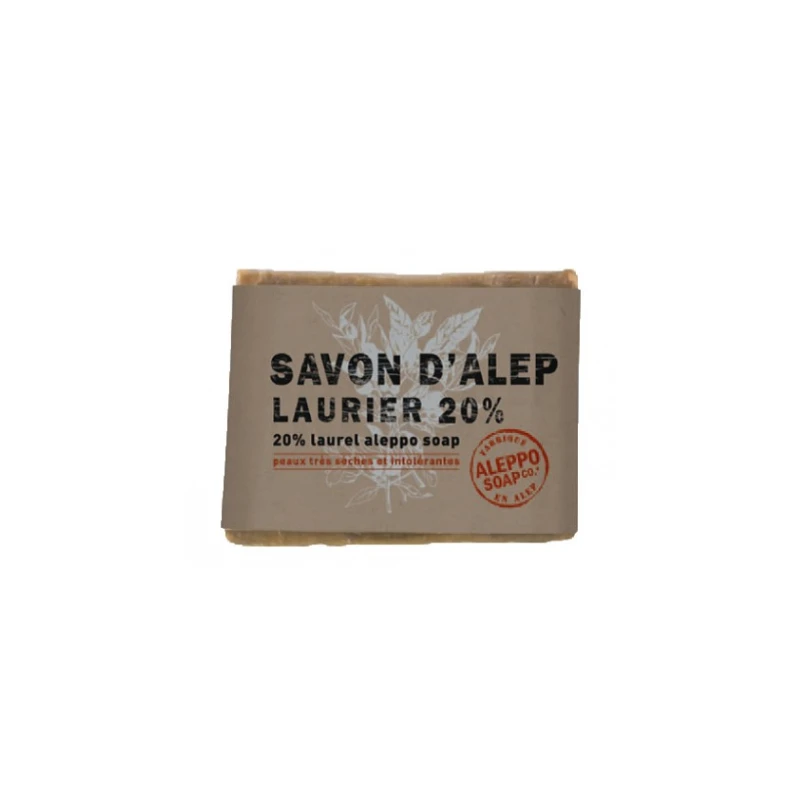 SAVON D'ALEP
LAURIER 20%
20% laurel aleppo soap
peaux très sèches et intolérantes
FABRIQUÉ
ALEPPO
SOAP CO.
EN ALEP